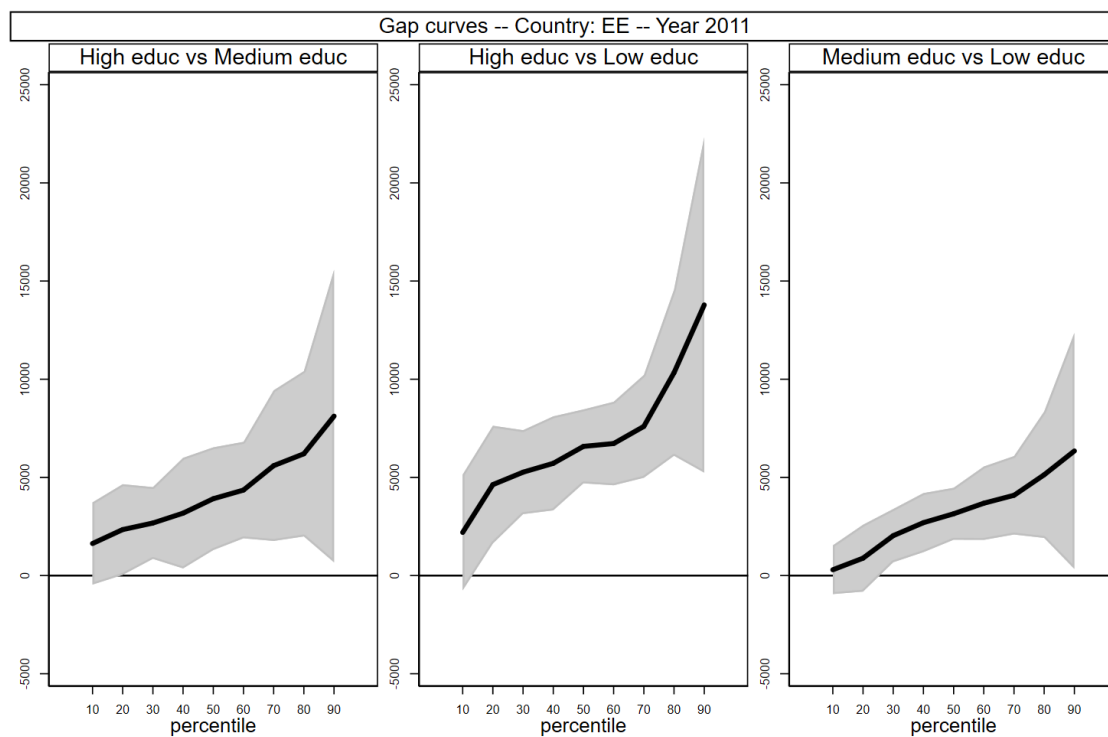 Gap curves -- Country: EE -- Year 2011
High educ vs Medium educ
25000
20000
15000
10000
5000
0
-5000
10 20 30 40 50 60 70 80 90
percentile
High educ vs Low educ
25000
20000
15000
10000
5000
0
-5000
10 20 30 40 50 60 70 80 90
percentile
Medium educ vs Low educ
25000
20000
15000
10000
5000
0
-5000
10 20 30 40 50 60 70 80 90
percentile